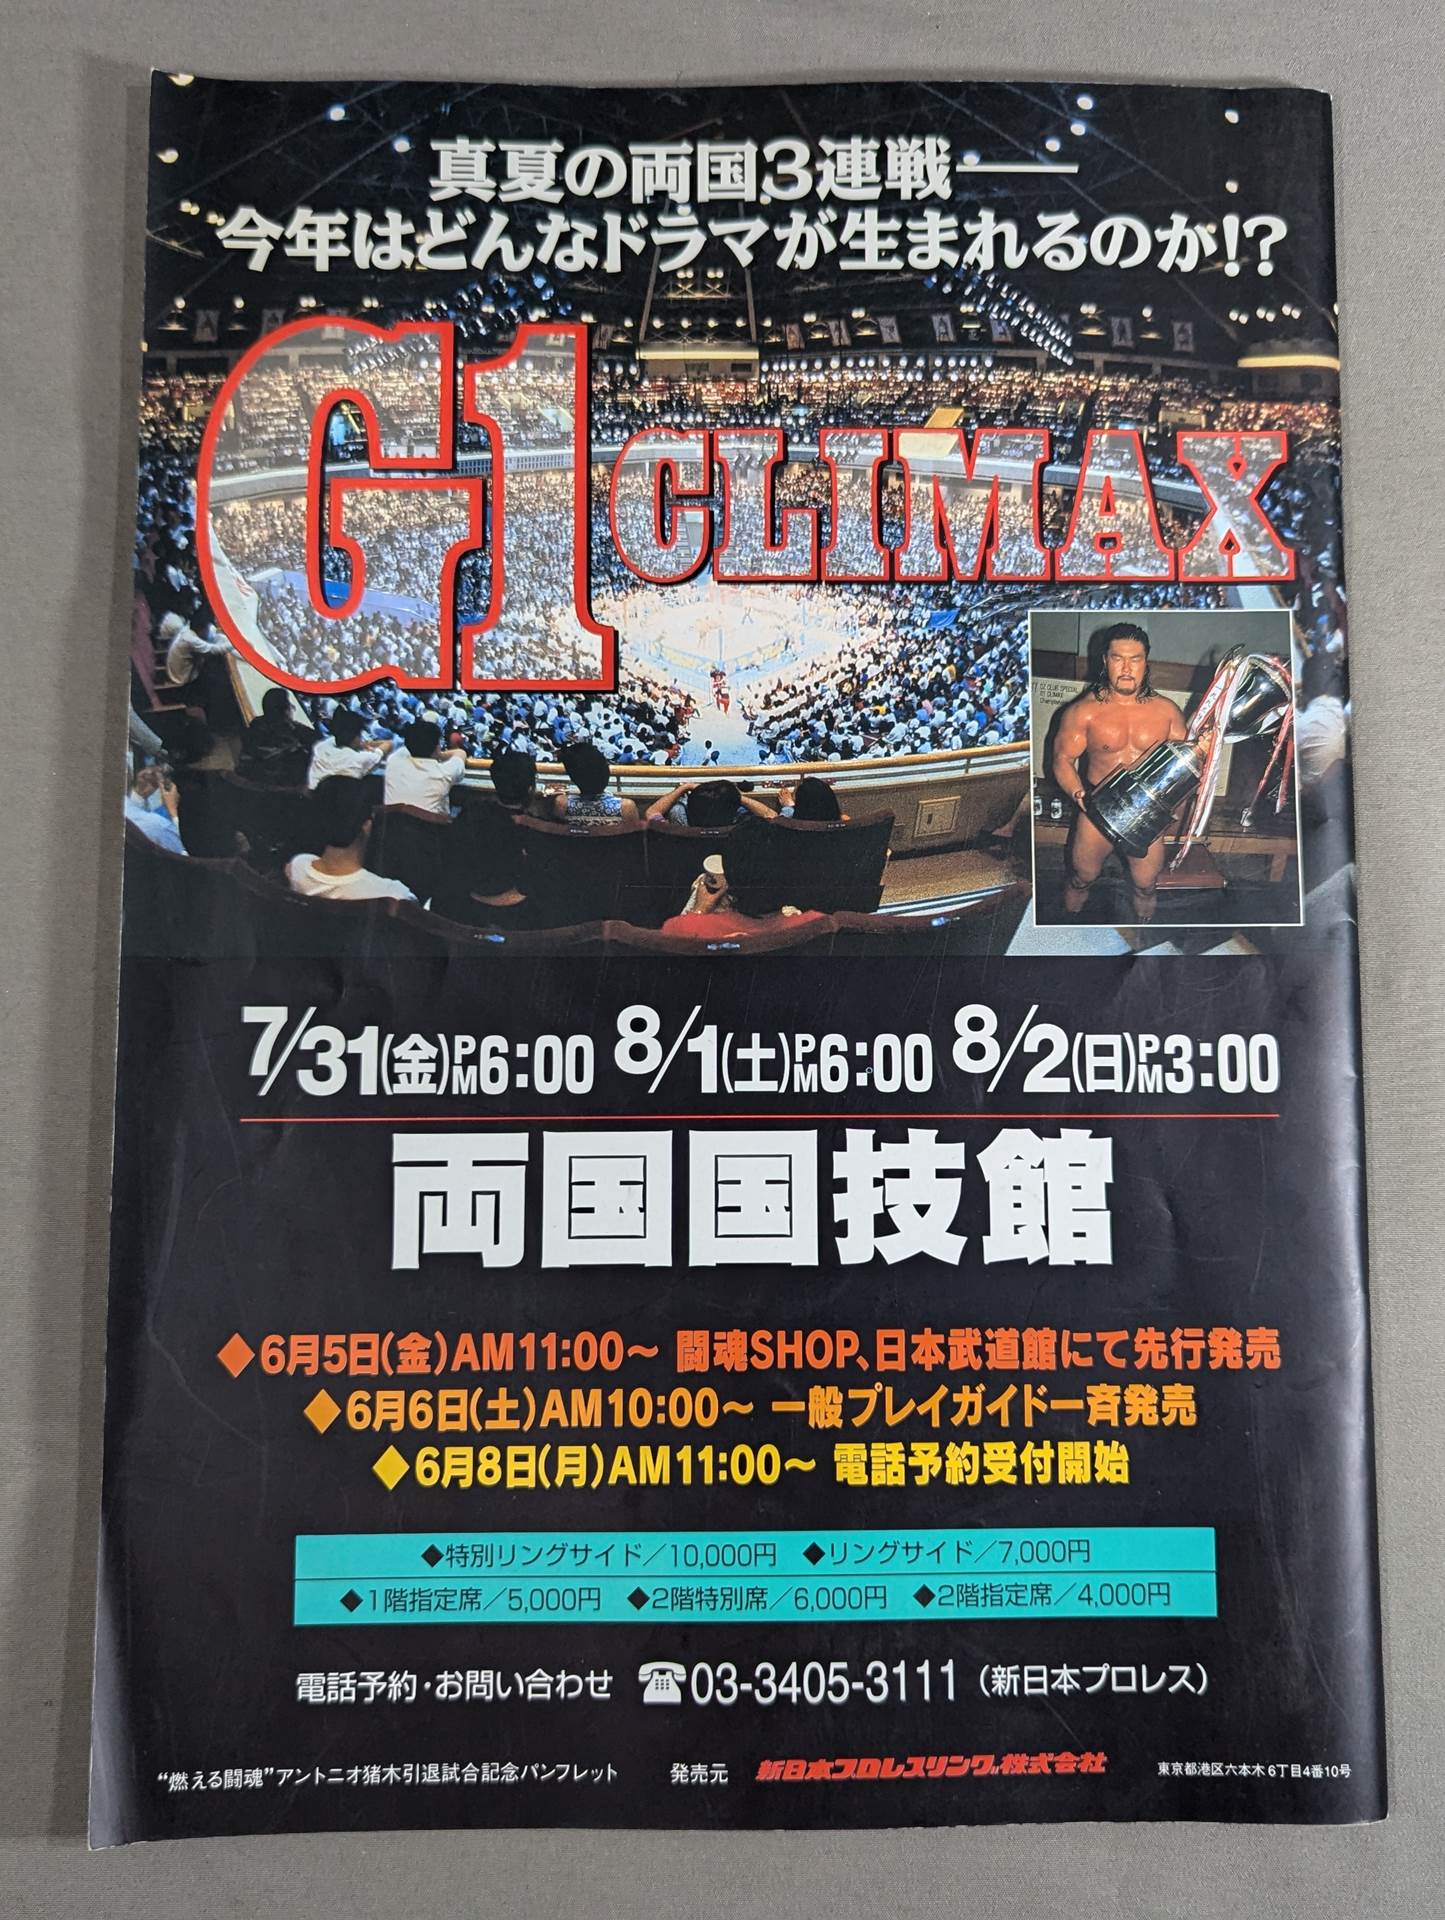 真夏の両国3連戦——
今年はどんなドラマが生まれるのか!?
G1 CLIMAX
7/31(金)PM6:00 8/1(土)PM6:00 8/2(日)PM3:00
両国国技館
◆6月5日(金)AM11:00～ 闘魂SHOP、日本武道館にて先行発売
◆6月6日(土)AM10:00～ 一般プレイガイド一斉発売
◆6月8日(月)AM11:00～ 電話予約受付開始
◆特別リングサイド／10,000円 ◆リングサイド／7,000円
◆1階指定席／5,000円 ◆2階特別席／6,000円 ◆2階指定席／4,000円
電話予約・お問い合わせ ☎03-3405-3111（新日本プロレス）
“燃える闘魂”アントニオ猪木引退試合記念パンフレット 発売元 新日本プロレスリング株式会社 東京都港区六本木6丁目4番10号